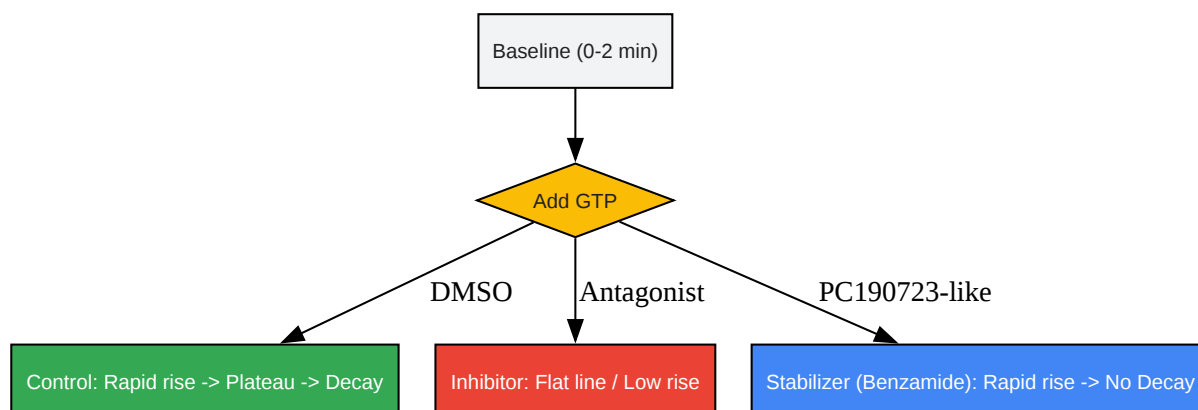 Baseline (0-2 min)
Add GTP
DMSO
Antagonist
PC190723-like
Control: Rapid rise -> Plateau -> Decay
Inhibitor: Flat line / Low rise
Stabilizer (Benzamide): Rapid rise -> No Decay